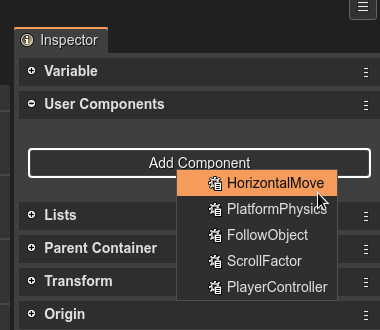 Inspector
Variable
User Components
Add Component
HorizontalMove
PlatformPhysics
FollowObject
ScrollFactor
PlayerController
Lists
Parent Container
Transform
Origin